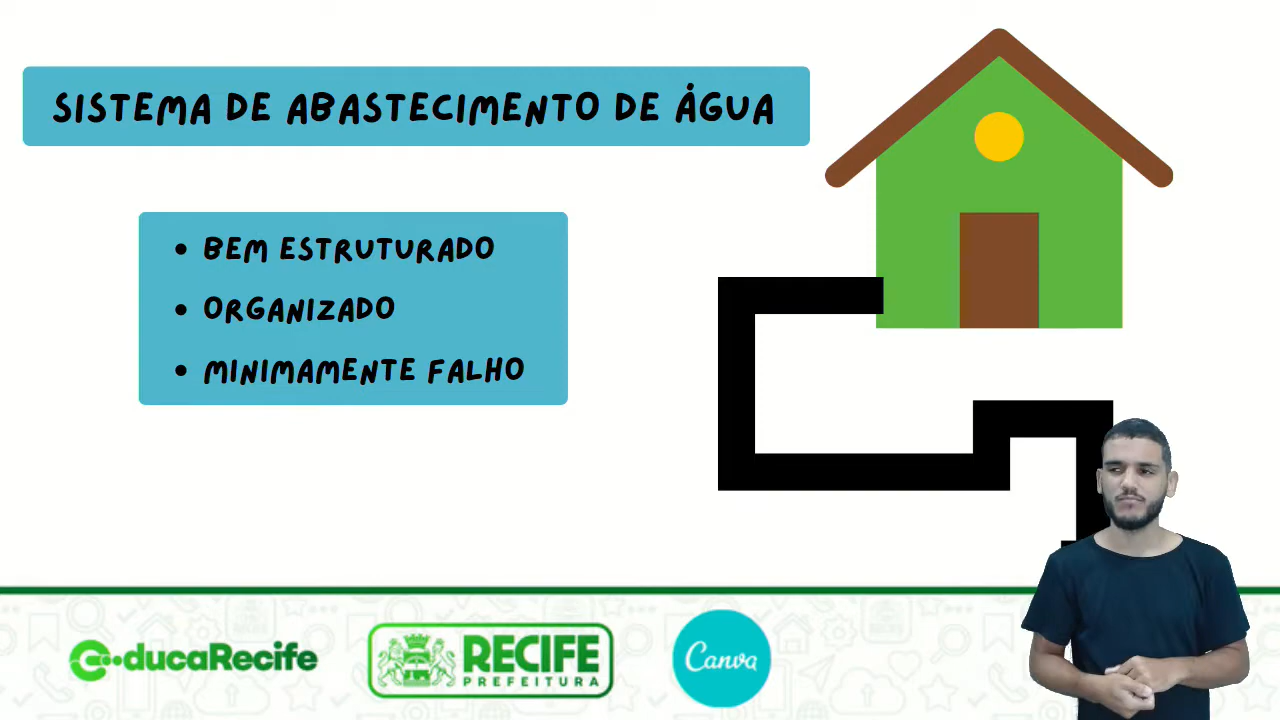 SISTEMA DE ABASTECIMENTO DE ÁGUA
• BEM ESTRUTURADO
• ORGANIZADO
• MINIMAMENTE FALHO
educaRecife
RECIFE
PREFEITURA
Canva